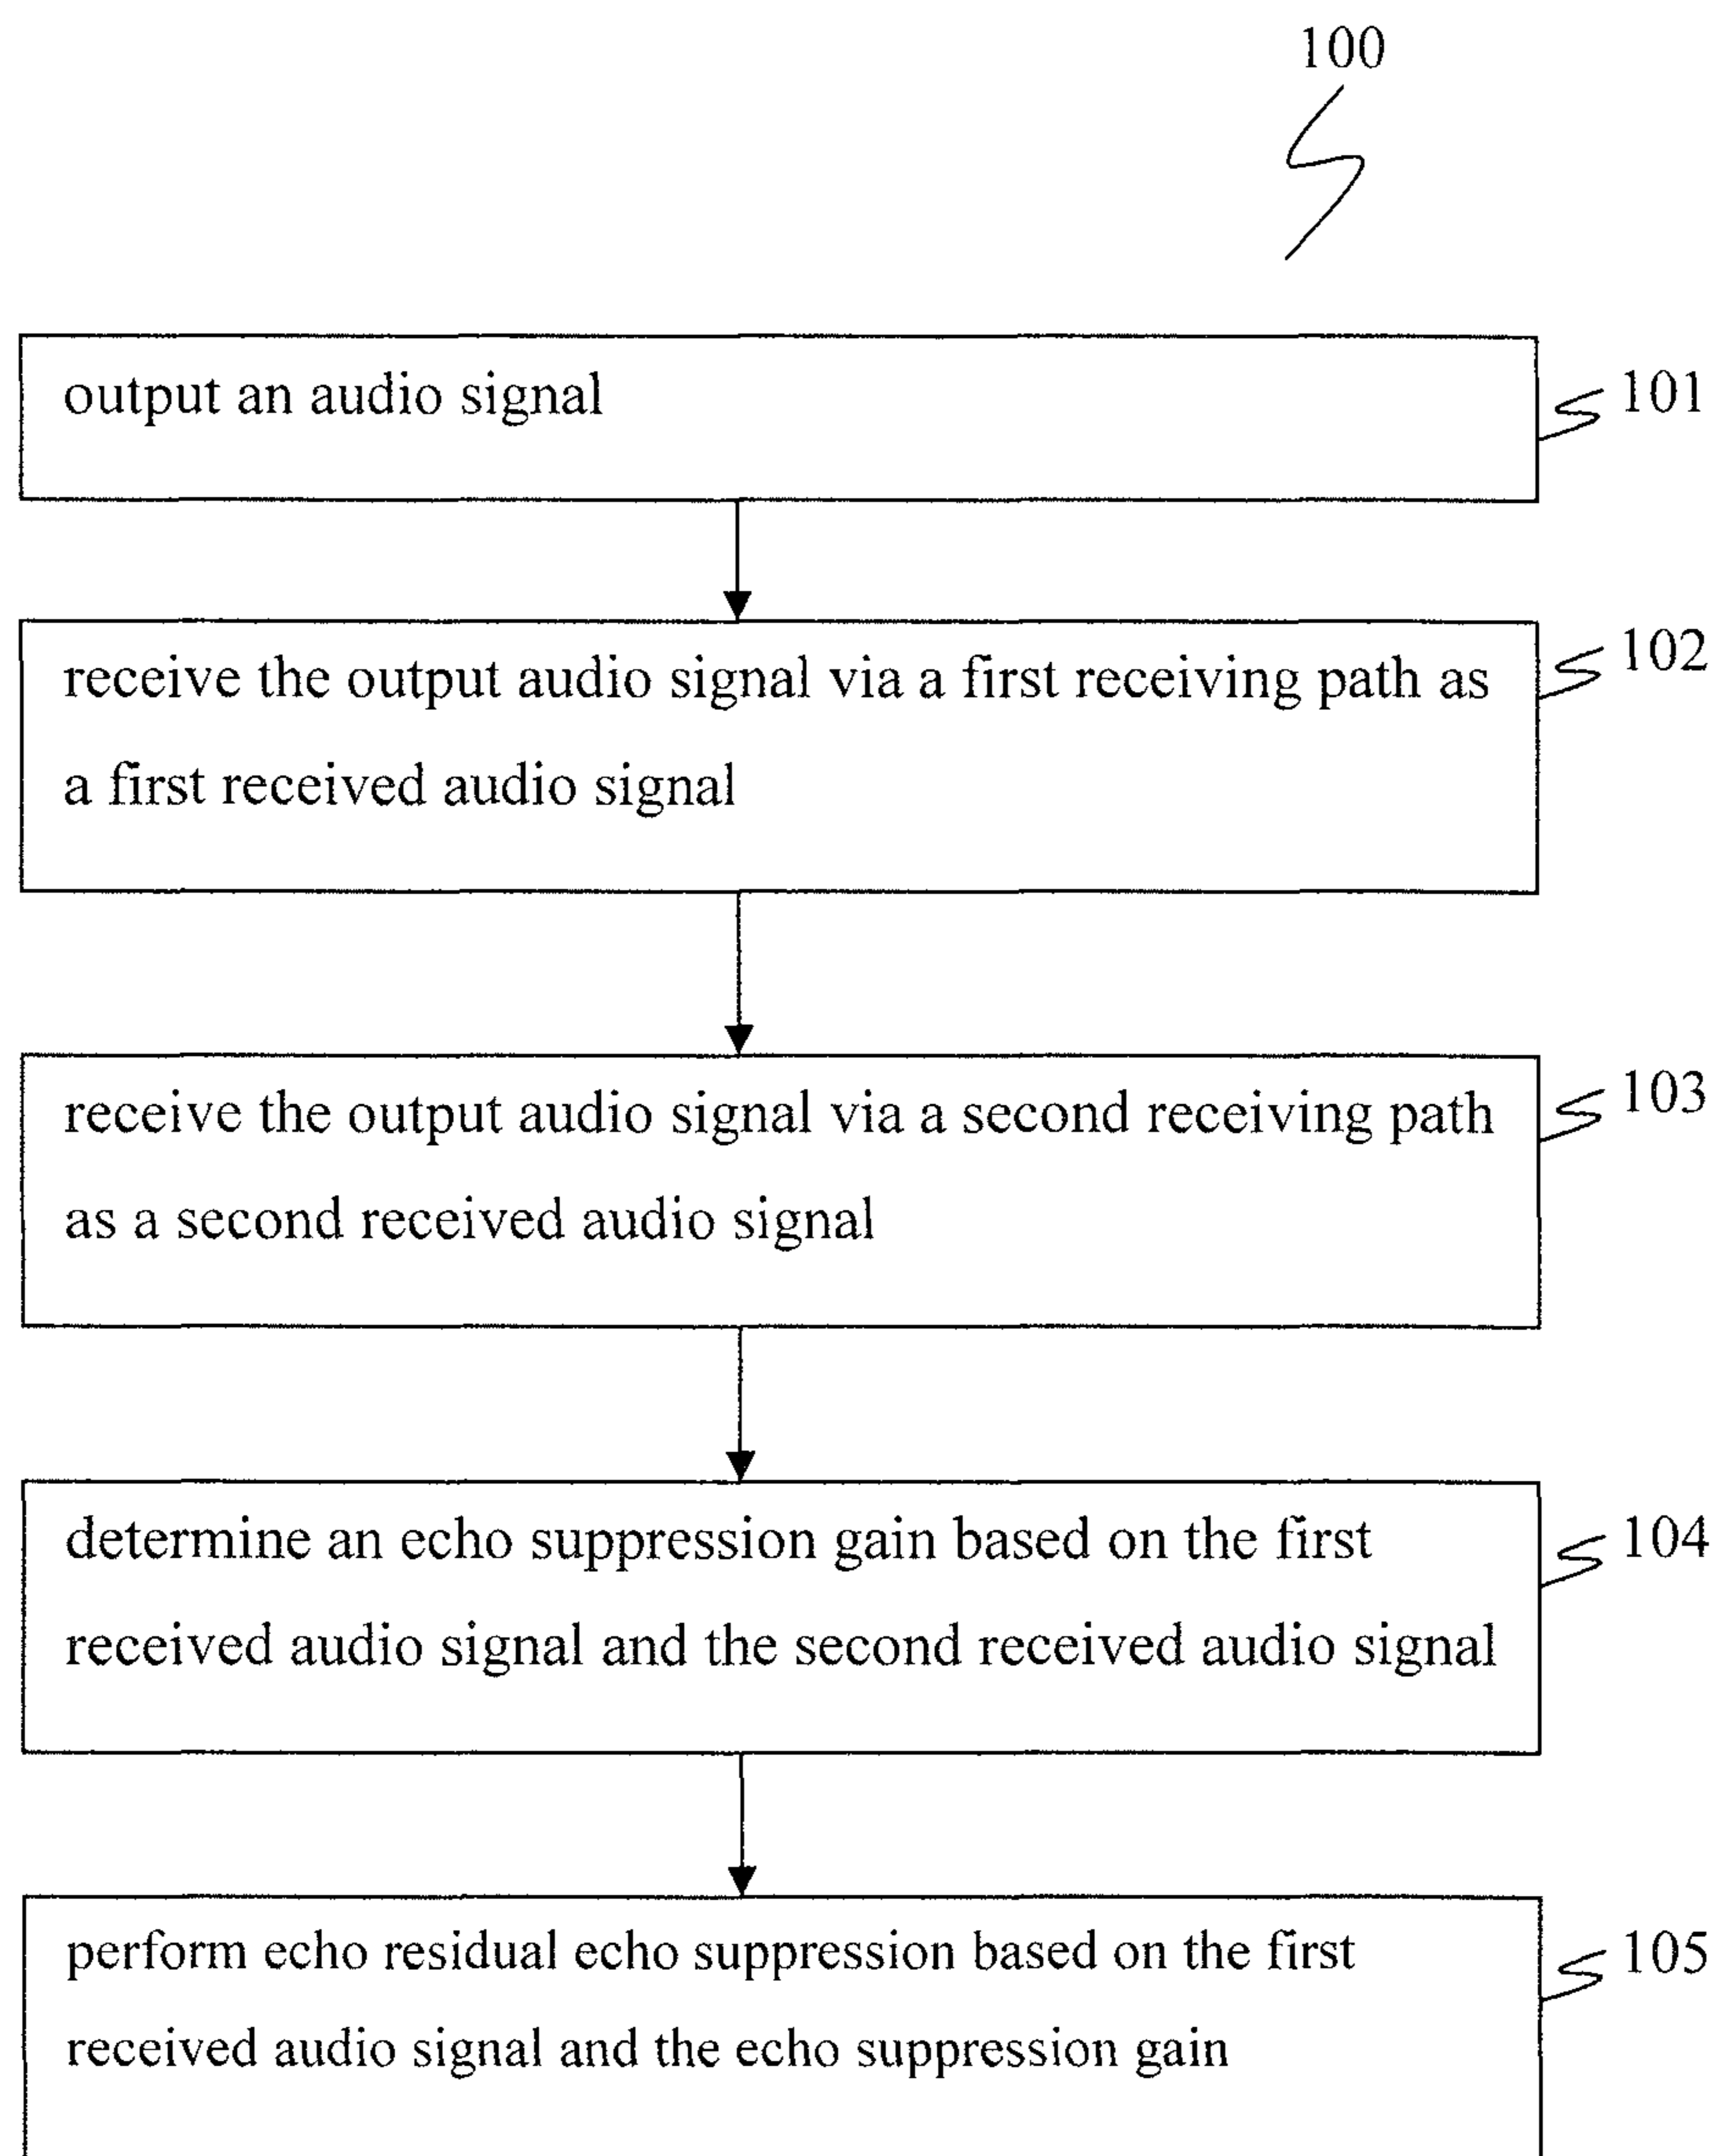 100
output an audio signal
101
receive the output audio signal via a first receiving path as
a first received audio signal
102
receive the output audio signal via a second receiving path
as a second received audio signal
103
determine an echo suppression gain based on the first
received audio signal and the second received audio signal
104
perform echo residual echo suppression based on the first
received audio signal and the echo suppression gain
105